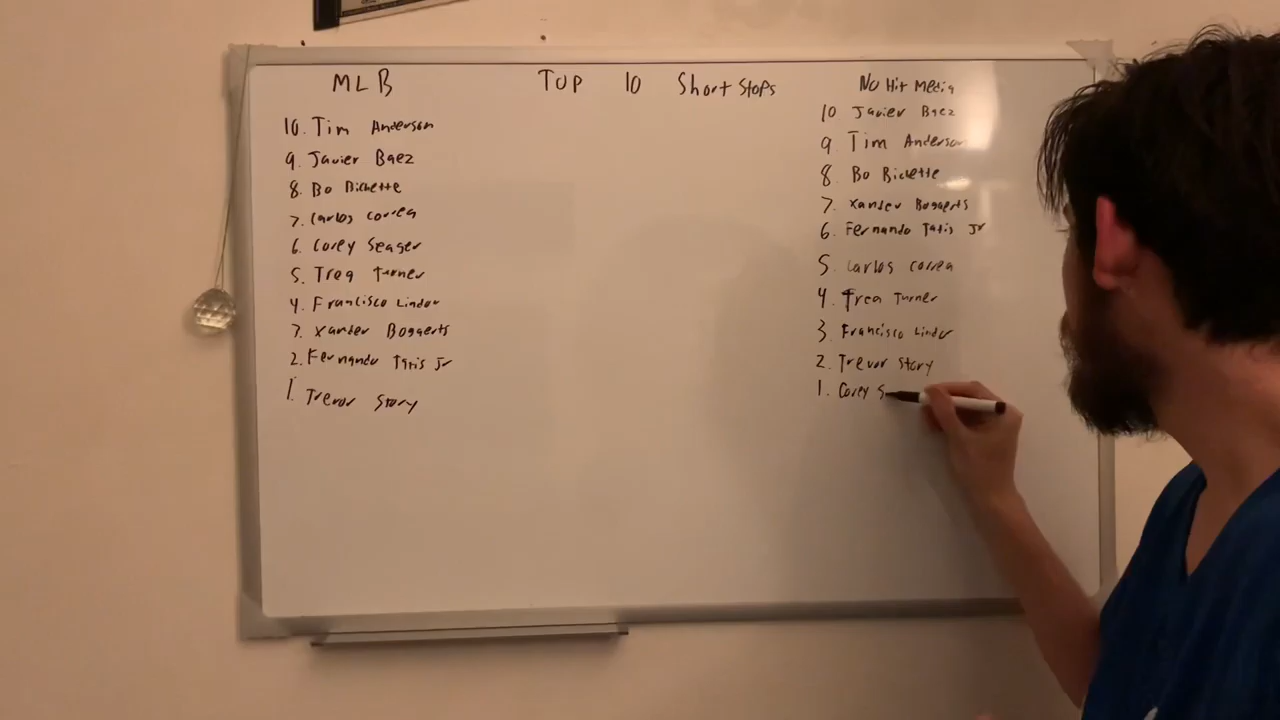 MLB
TOP 10 Short Stops
No Hit Media
10. Tim Anderson
9. Javier Baez
8. Bo Bichette
7. Carlos Correa
6. Corey Seager
5. Trea Turner
4. Francisco Lindor
3. Xander Bogaerts
2. Fernando Tatis Jr
1. Trevor Story
10 Javier Baez
9 Tim Anderson
8 Bo Bichette
7. Xander Bogaerts
6. Fernando Tatis Jr
5. Carlos Correa
4. Trea Turner
3. Francisco Lindor
2. Trevor Story
1. Corey S